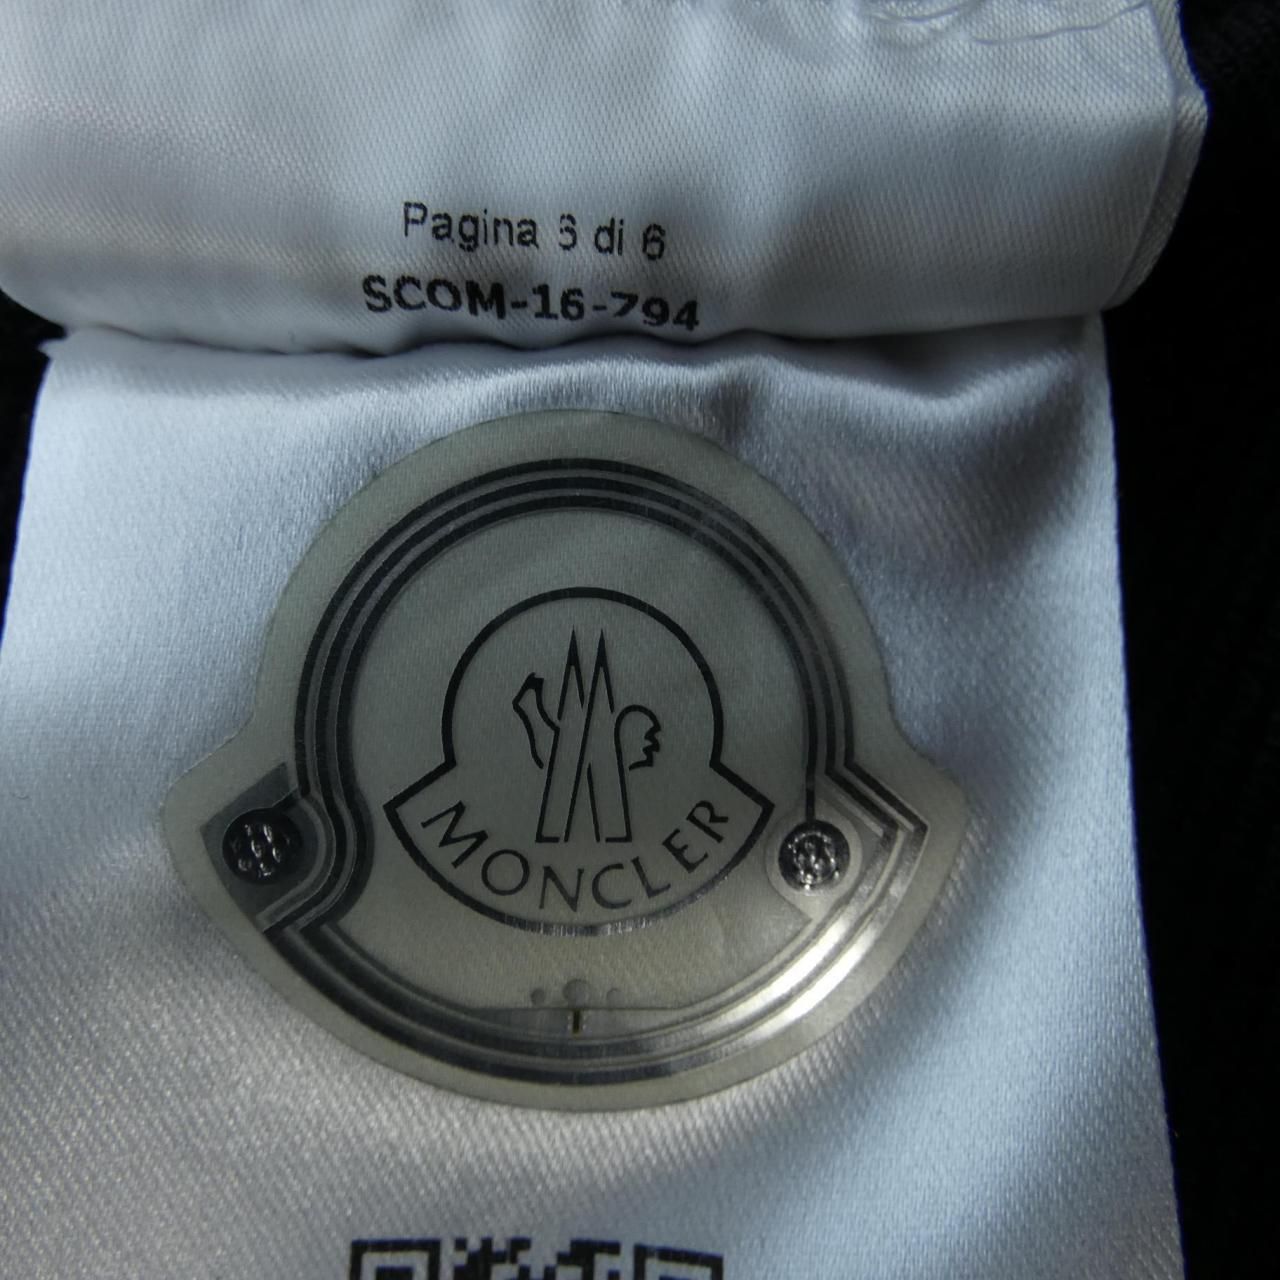 Pagina 6 di 6
SCOM-16-794
MONCLER